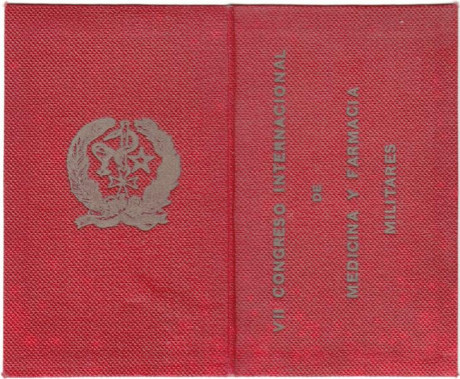 VII CONGRESO INTERNACIONAL
DE
MEDICINA Y FARMACIA
MILITARES